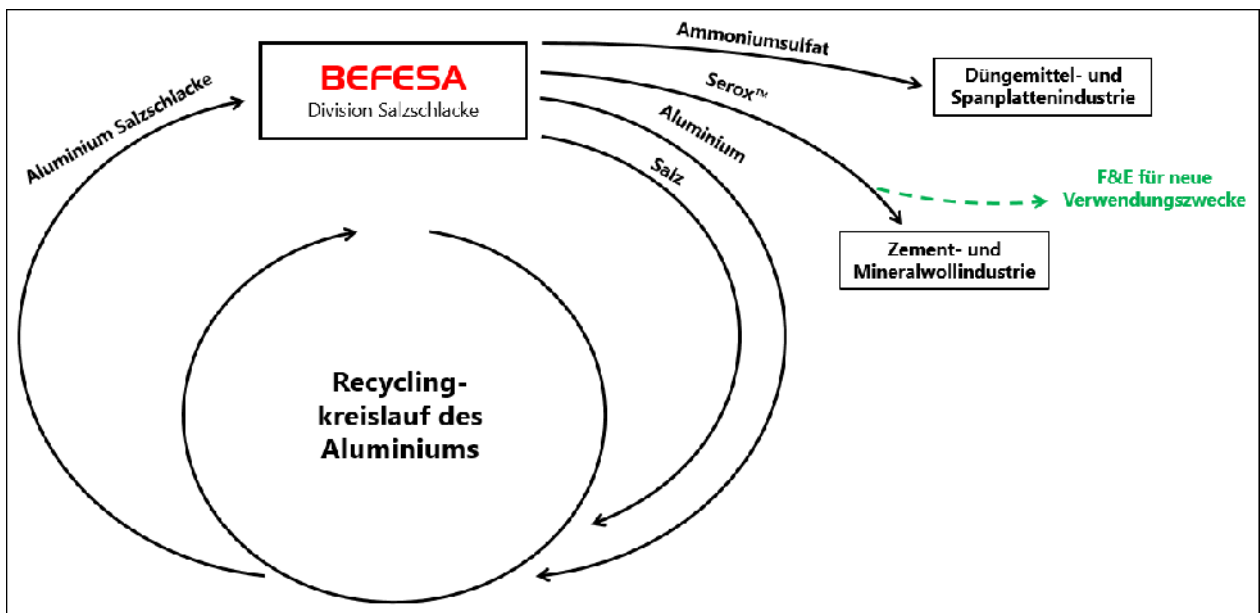 Aluminium Salzschlacke
BEFESA
Division Salzschlacke
Ammoniumsulfat
Serox™
Aluminium
Salz
Düngemittel- und
Spanplattenindustrie
F&E für neue
Verwendungszwecke
Zement- und
Mineralwollindustrie
Recycling-
kreislauf des
Aluminiums